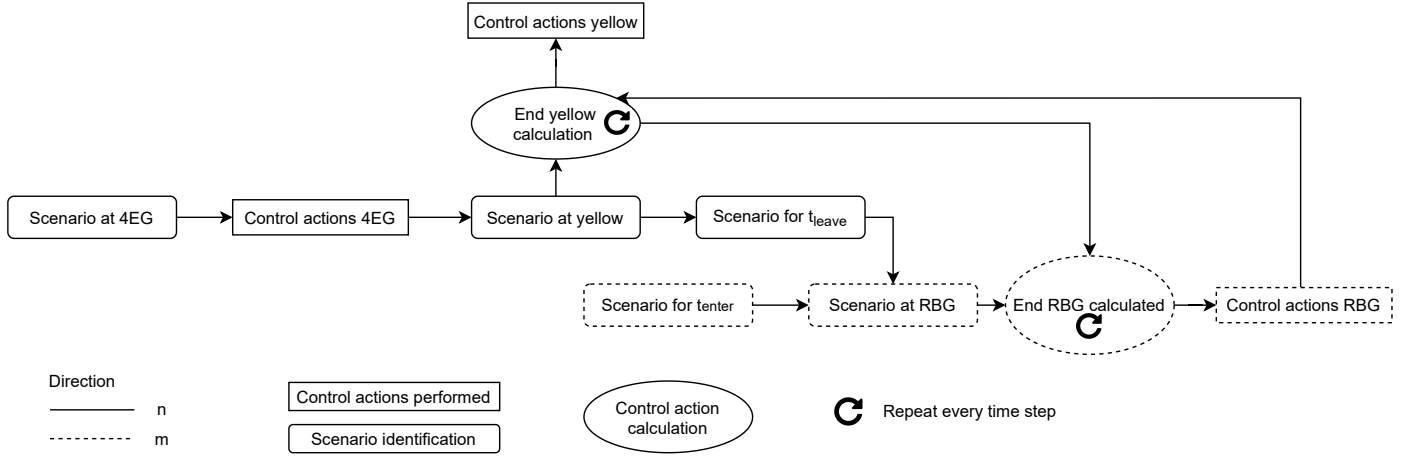 Control actions yellow
End yellow
calculation
Scenario at 4EG
Control actions 4EG
Scenario at yellow
Scenario for tleave
Scenario for tenter
Scenario at RBG
End RBG calculated
Control actions RBG
Direction
n
m
Control actions performed
Scenario identification
Control action
calculation
Repeat every time step